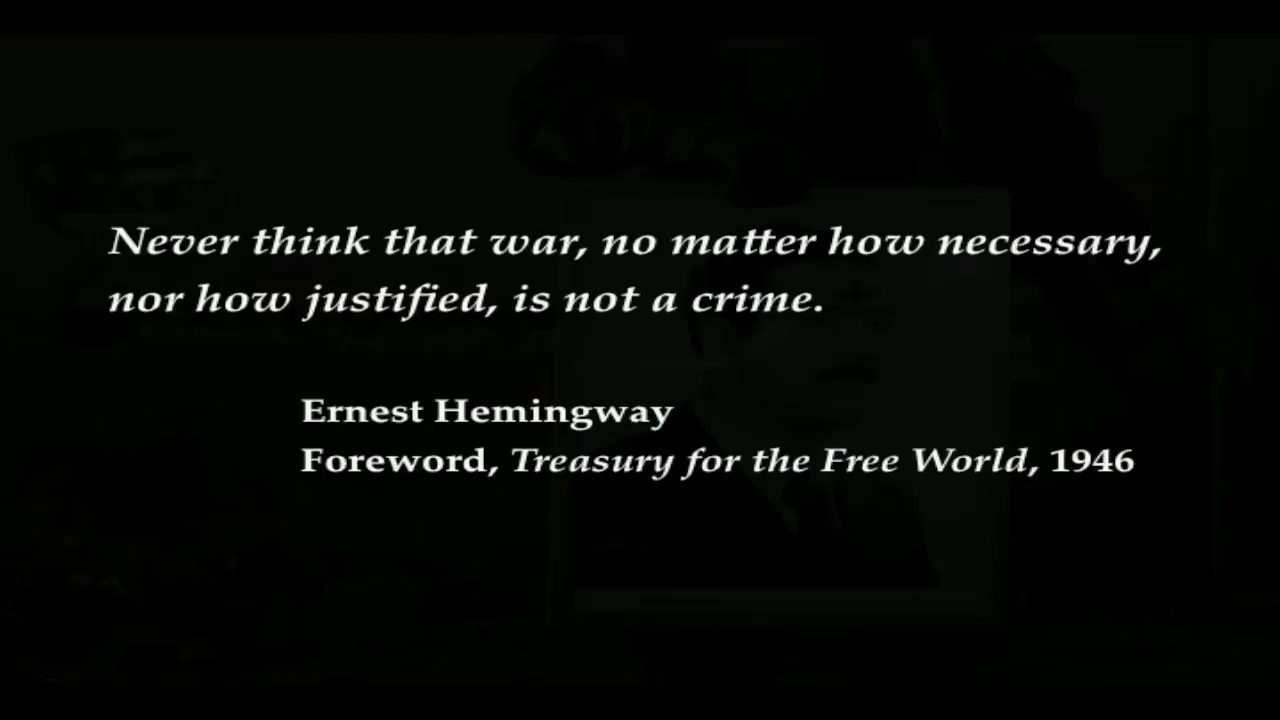 Never think that war, no matter how necessary,
nor how justified, is not a crime.
Ernest Hemingway
Foreword, Treasury for the Free World, 1946